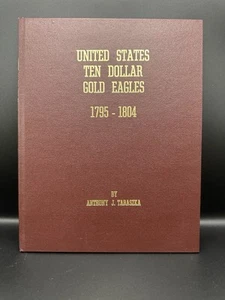 UNITED STATES
TEN DOLLAR
GOLD EAGLES
1795 - 1804
BY
ANTHONY J. TARASZKA